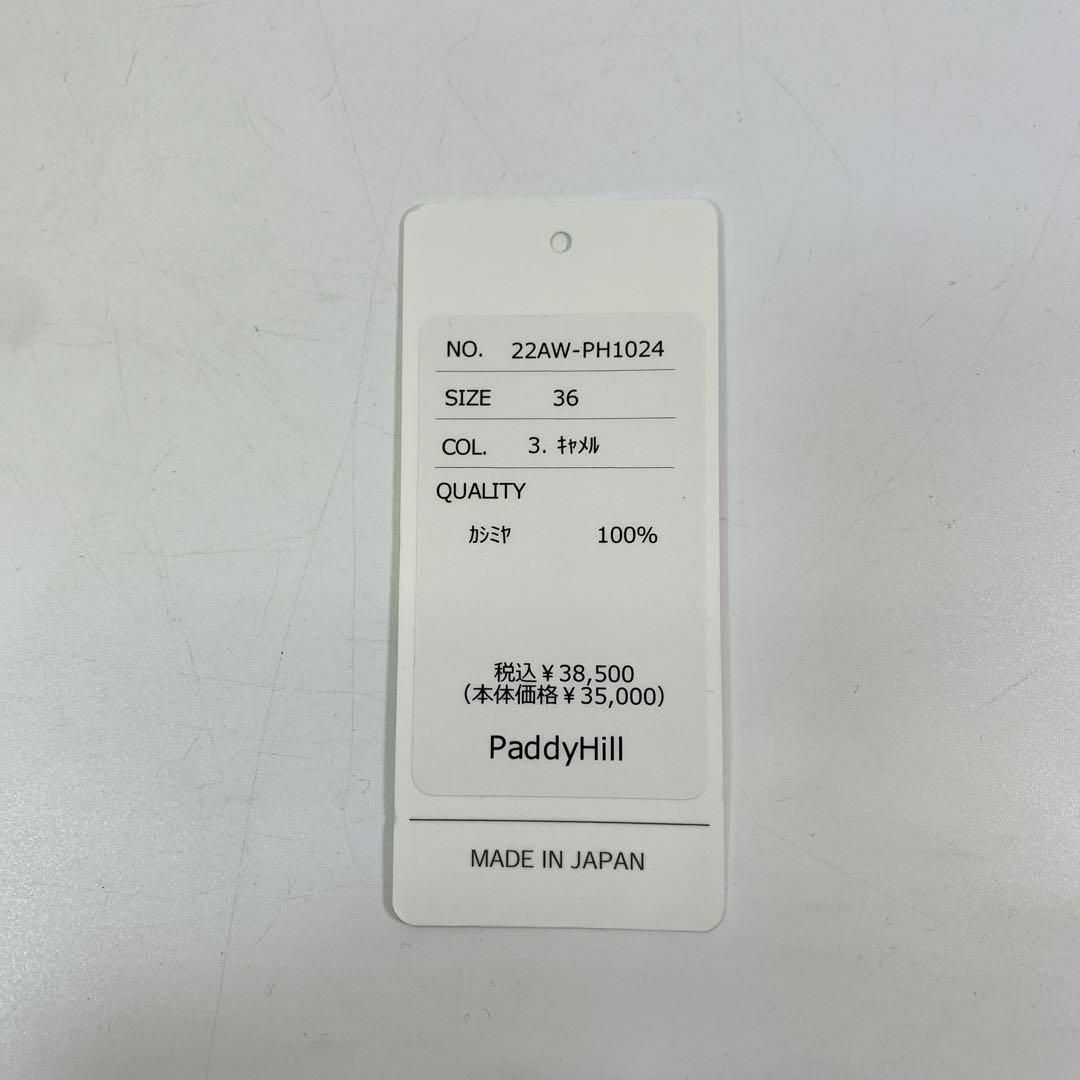 NO. 22AW-PH1024
SIZE 36
COL. 3. ｷｬﾒﾙ
QUALITY
ｶｼﾐﾔ 100%
税込¥38,500
(本体価格¥35,000)
PaddyHill
MADE IN JAPAN